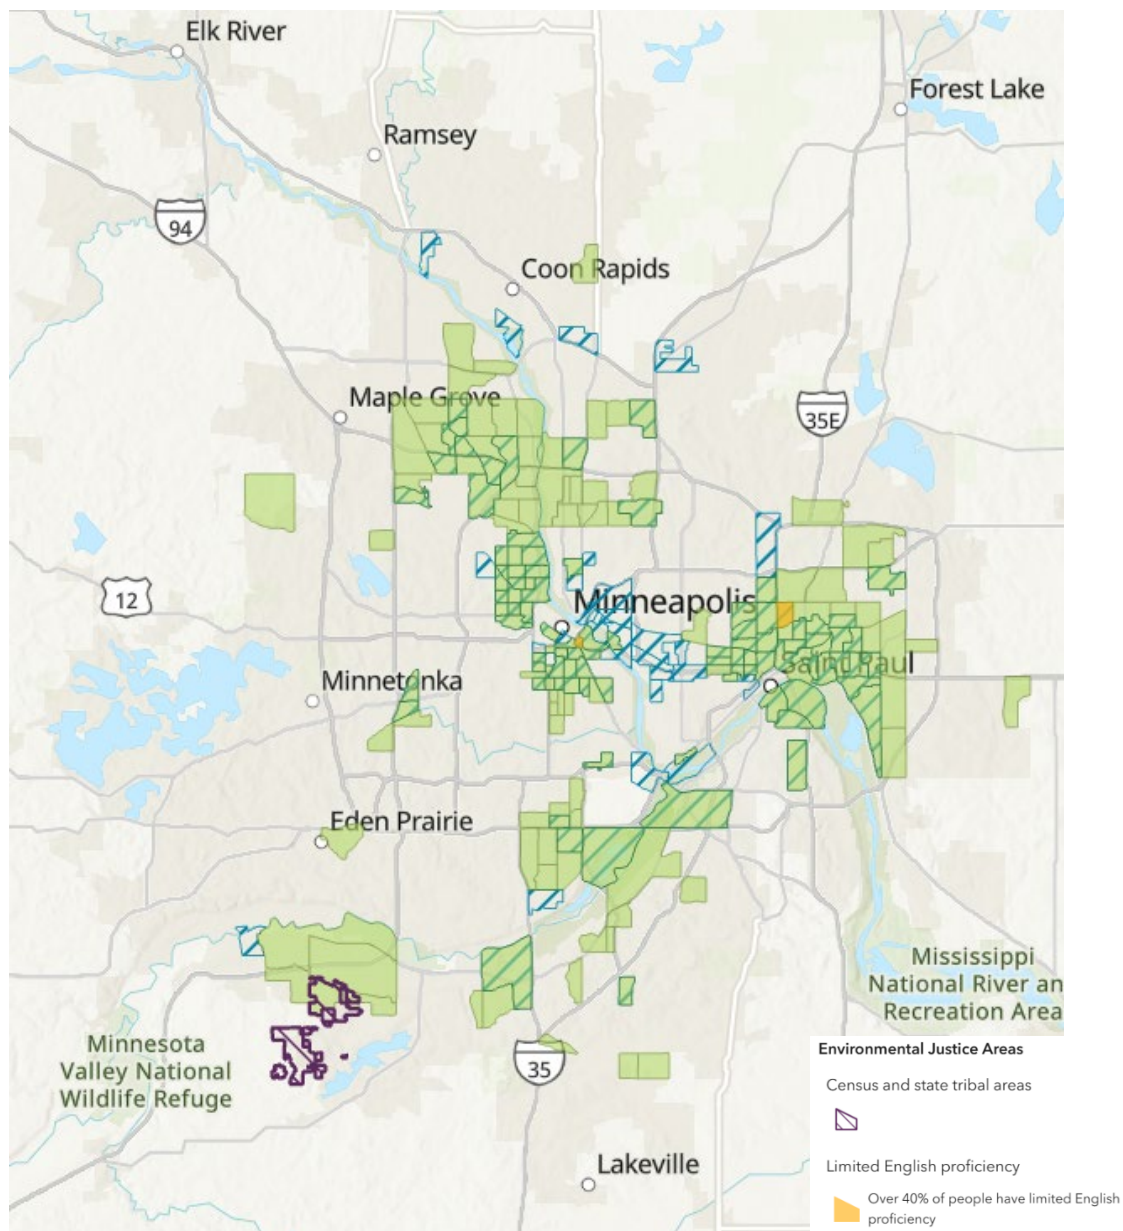 Elk River
Forest Lake
Ramsey
94
Coon Rapids
Maple Grove
35E
12
Minneapolis
Saint Paul
Minnetonka
Eden Prairie
Mississippi
National River an
Recreation Area
Minnesota
Valley National
Wildlife Refuge
35
Lakeville
Environmental Justice Areas
Census and state tribal areas
Limited English proficiency
Over 40% of people have limited English
proficiency